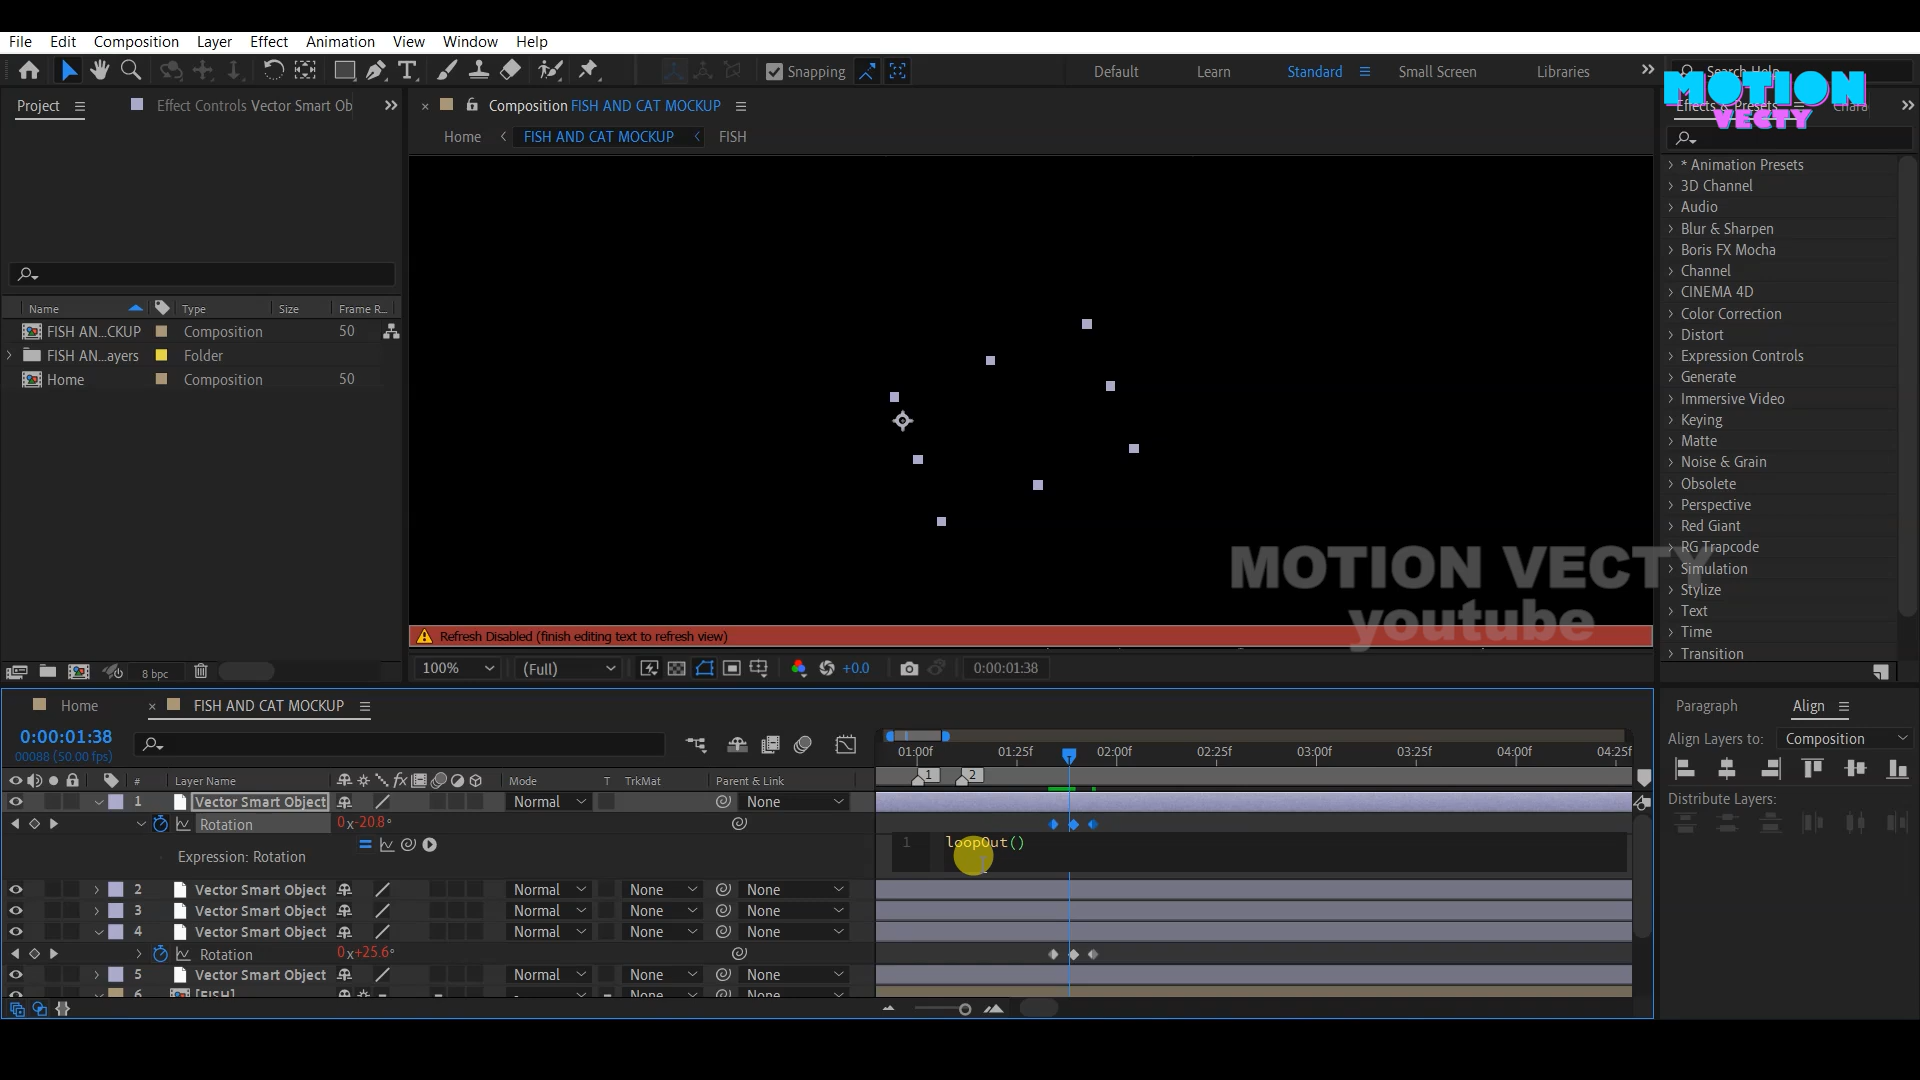 File Edit Composition Layer Effect Animation View Window Help
Snapping Default Learn Standard Small Screen Libraries Search Help
MOTION
VECTY
Project Effect Controls Vector Smart Ob
Composition FISH AND CAT MOCKUP
Effects & Presets Chara
Home FISH AND CAT MOCKUP FISH
* Animation Presets
3D Channel
Audio
Blur & Sharpen
Boris FX Mocha
Channel
CINEMA 4D
Color Correction
Distort
Expression Controls
Generate
Immersive Video
Keying
Matte
Noise & Grain
Obsolete
Perspective
Red Giant
RG Trapcode
Simulation
Stylize
Text
Time
Transition
Name Type Size Frame R...
FISH AN...CKUP Composition 50
FISH AN...ayers Folder
Home Composition 50
MOTION VECTY
youtube
Refresh Disabled (finish editing text to refresh view)
8 bpc
100% (Full) +0.0 0:00:01:38
Home FISH AND CAT MOCKUP
Paragraph Align
0:00:01:38
00088 (50.00 fps)
01:00f 01:25f 02:00f 02:25f 03:00f 03:25f 04:00f 04:25f
1 2
Align Layers to: Composition
Distribute Layers:
# Layer Name Mode T TrkMat Parent & Link
1 Vector Smart Object Normal None
Rotation 0x-20.8°
Expression: Rotation
1 loopOut()
2 Vector Smart Object Normal None None
3 Vector Smart Object Normal None None
4 Vector Smart Object Normal None None
Rotation 0x+25.6°
5 Vector Smart Object Normal None None
6 [FISH] None None